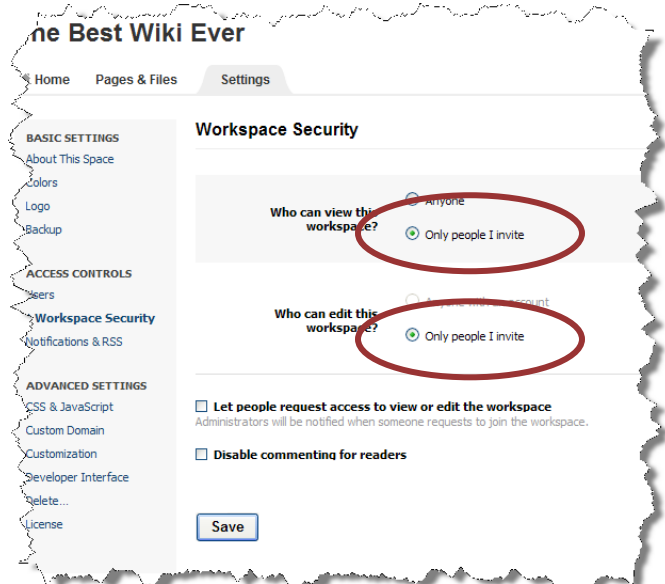 he Best Wiki Ever
Home Pages & Files Settings
Workspace Security
BASIC SETTINGS
About This Space
Colors
Logo
Backup
Who can view this workspace?
Anyone
Only people I invite
ACCESS CONTROLS
Users
Workspace Security
Notifications & RSS
Who can edit this workspace?
Anyone with an account
Only people I invite
ADVANCED SETTINGS
CSS & JavaScript
Custom Domain
Customization
Developer Interface
Delete...
License
Let people request access to view or edit the workspace
Administrators will be notified when someone requests to join the workspace.
Disable commenting for readers
Save